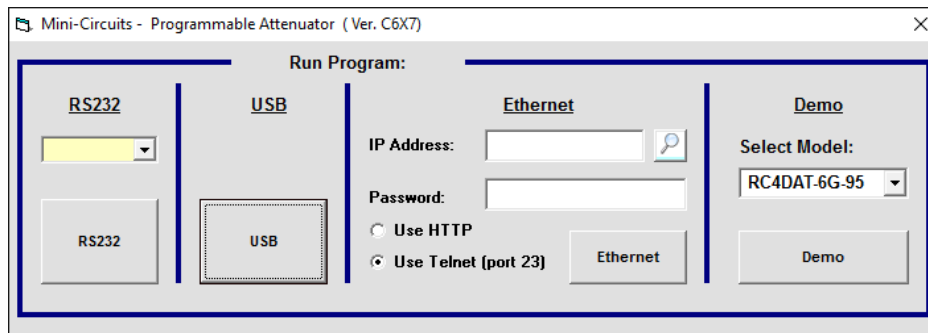 Mini-Circuits - Programmable Attenuator ( Ver. C6X7)
Run Program:
RS232
RS232
USB
USB
Ethernet
IP Address:
Password:
Use HTTP
Use Telnet (port 23)
Ethernet
Demo
Select Model:
RC4DAT-6G-95
Demo